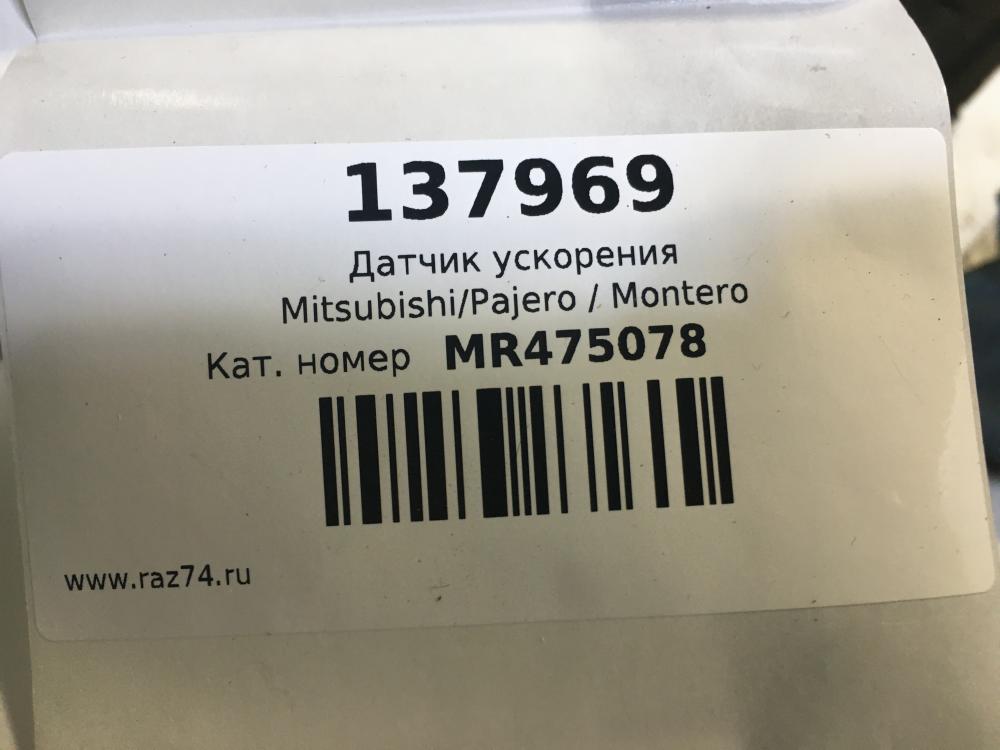 137969
Датчик ускорения
Mitsubishi/Pajero / Montero
Кат. номер MR475078
www.raz74.ru